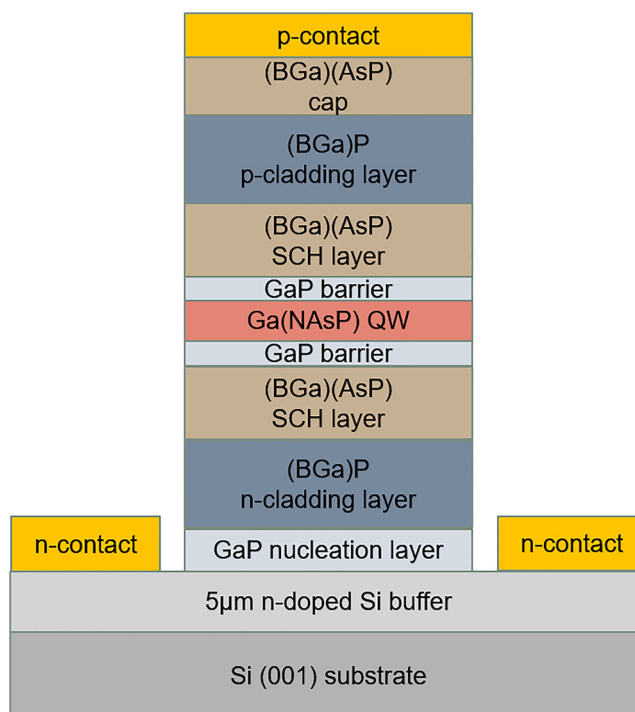 p-contact
(BGa)(AsP)
cap
(BGa)P
p-cladding layer
(BGa)(AsP)
SCH layer
GaP barrier
Ga(NAsP) QW
GaP barrier
(BGa)(AsP)
SCH layer
(BGa)P
n-cladding layer
n-contact
GaP nucleation layer
n-contact
5µm n-doped Si buffer
Si (001) substrate